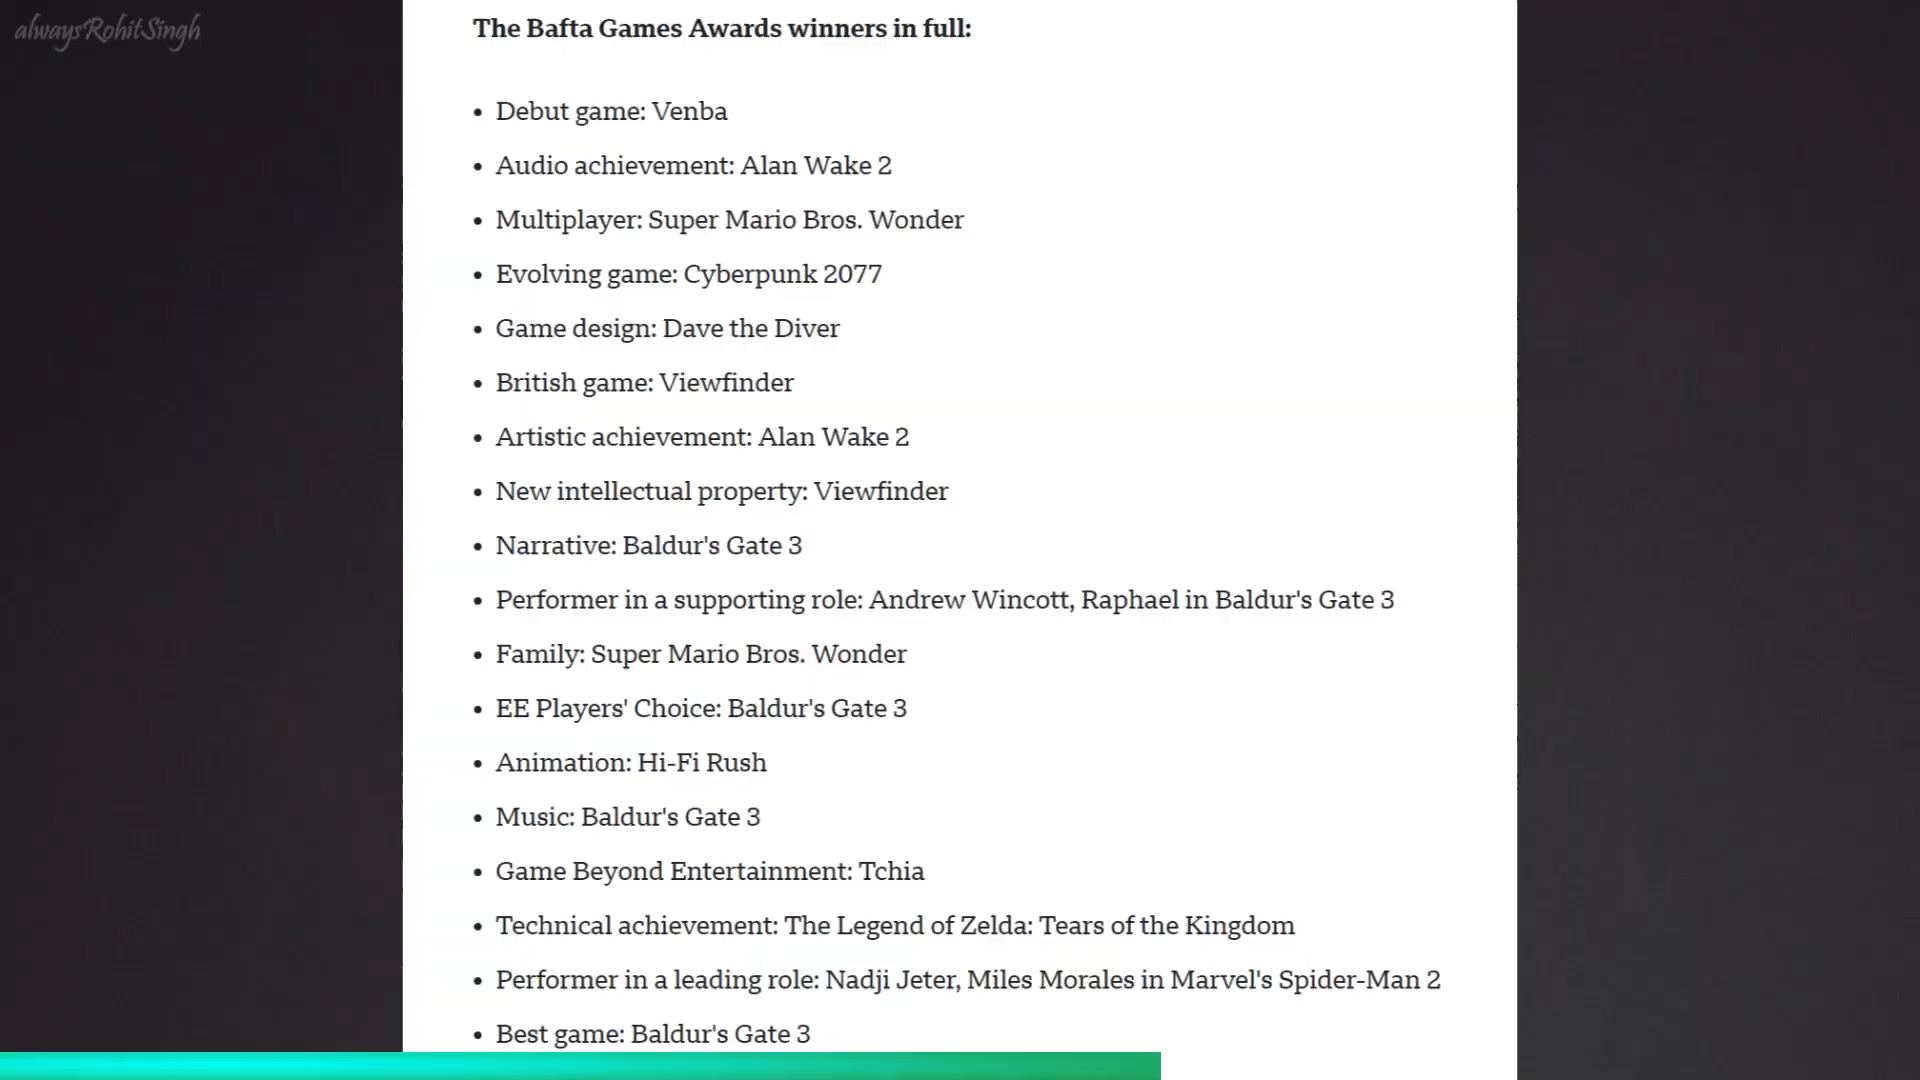 alwaysRohitSingh
The Bafta Games Awards winners in full:
• Debut game: Venba
• Audio achievement: Alan Wake 2
• Multiplayer: Super Mario Bros. Wonder
• Evolving game: Cyberpunk 2077
• Game design: Dave the Diver
• British game: Viewfinder
• Artistic achievement: Alan Wake 2
• New intellectual property: Viewfinder
• Narrative: Baldur's Gate 3
• Performer in a supporting role: Andrew Wincott, Raphael in Baldur's Gate 3
• Family: Super Mario Bros. Wonder
• EE Players' Choice: Baldur's Gate 3
• Animation: Hi-Fi Rush
• Music: Baldur's Gate 3
• Game Beyond Entertainment: Tchia
• Technical achievement: The Legend of Zelda: Tears of the Kingdom
• Performer in a leading role: Nadji Jeter, Miles Morales in Marvel's Spider-Man 2
• Best game: Baldur's Gate 3